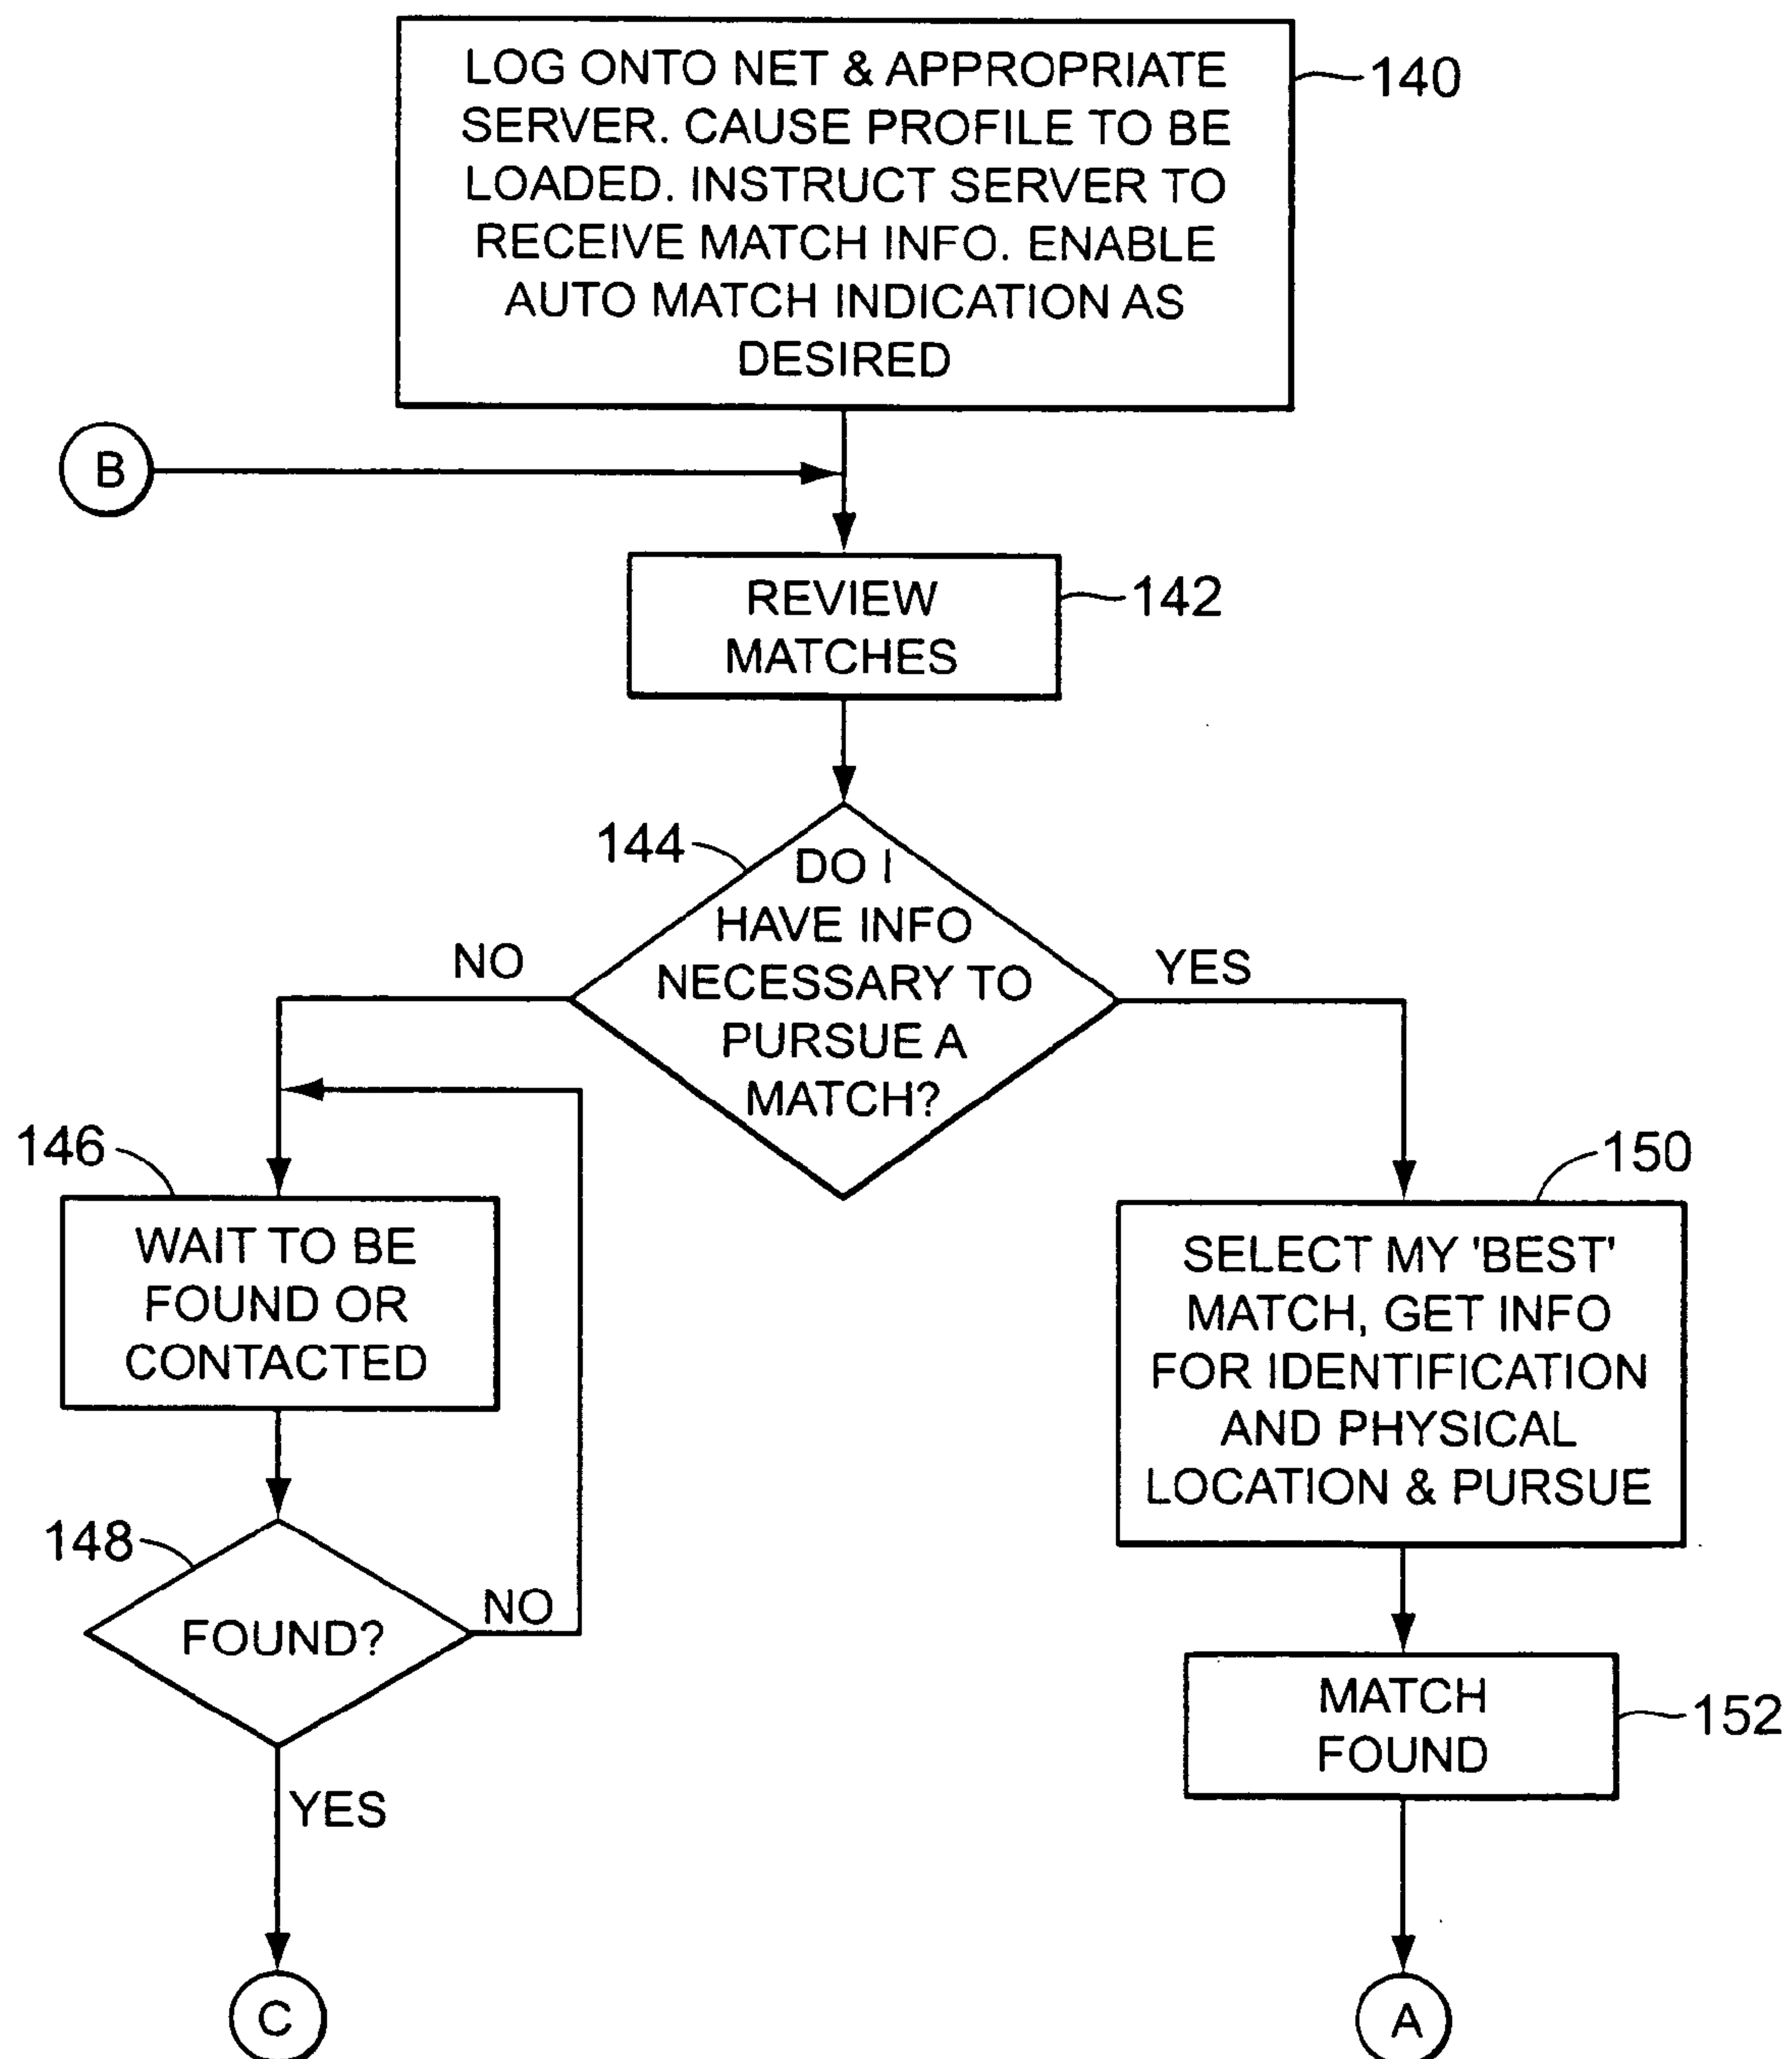 LOG ONTO NET & APPROPRIATE
SERVER. CAUSE PROFILE TO BE
LOADED. INSTRUCT SERVER TO
RECEIVE MATCH INFO. ENABLE
AUTO MATCH INDICATION AS
DESIRED
140
B
REVIEW
MATCHES
142
144
DO I
HAVE INFO
NECESSARY TO
PURSUE A
MATCH?
NO
YES
146
WAIT TO BE
FOUND OR
CONTACTED
150
SELECT MY 'BEST'
MATCH, GET INFO
FOR IDENTIFICATION
AND PHYSICAL
LOCATION & PURSUE
148
FOUND?
NO
YES
MATCH
FOUND
152
C
A